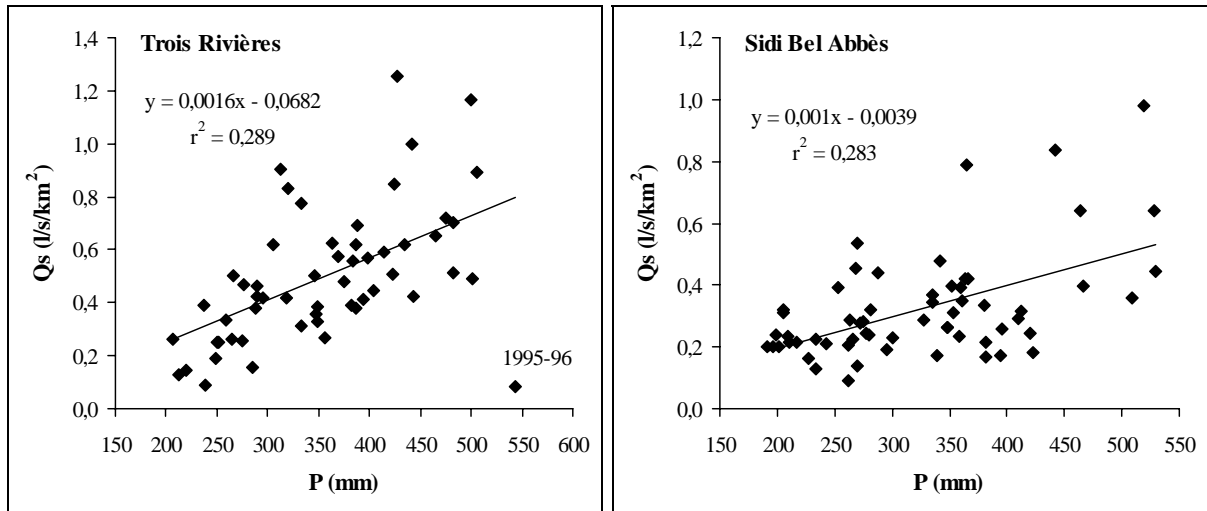 Trois Rivières
y = 0,0016x - 0,0682
r² = 0,289
1995-96
Qs (l/s/km²)
1,4
1,2
1,0
0,8
0,6
0,4
0,2
0,0
150 200 250 300 350 400 450 500 550 600
P (mm)
Sidi Bel Abbès
y = 0,001x - 0,0039
r² = 0,283
Qs (l/s/km²)
1,2
1,0
0,8
0,6
0,4
0,2
0,0
150 200 250 300 350 400 450 500 550
P (mm)